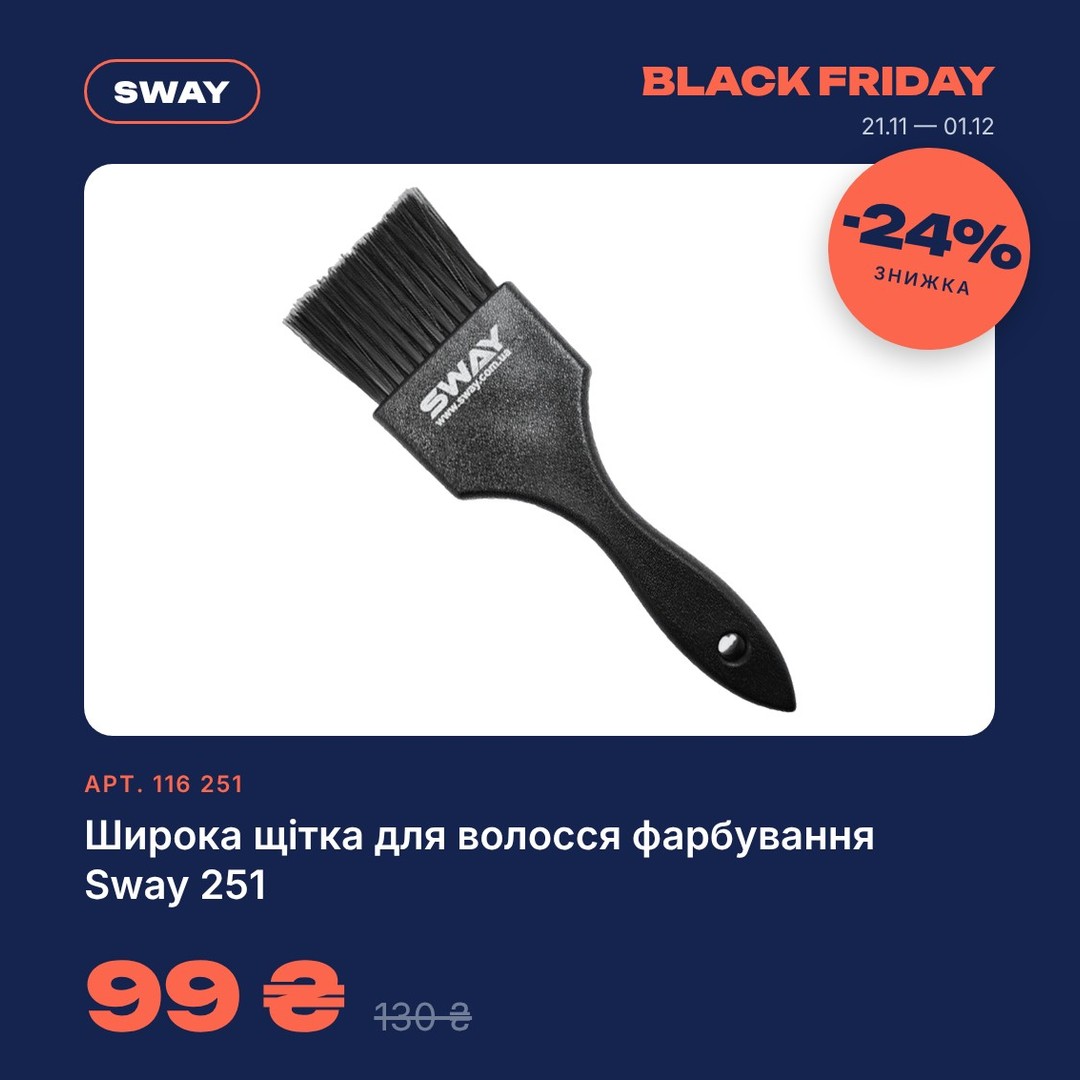 SWAY
BLACK FRIDAY
21.11 — 01.12
-24%
ЗНИЖКА
SWAY
www.sway.com.ua
АРТ. 116 251
Широка щітка для волосся фарбування
Sway 251
99 ₴
130 ₴